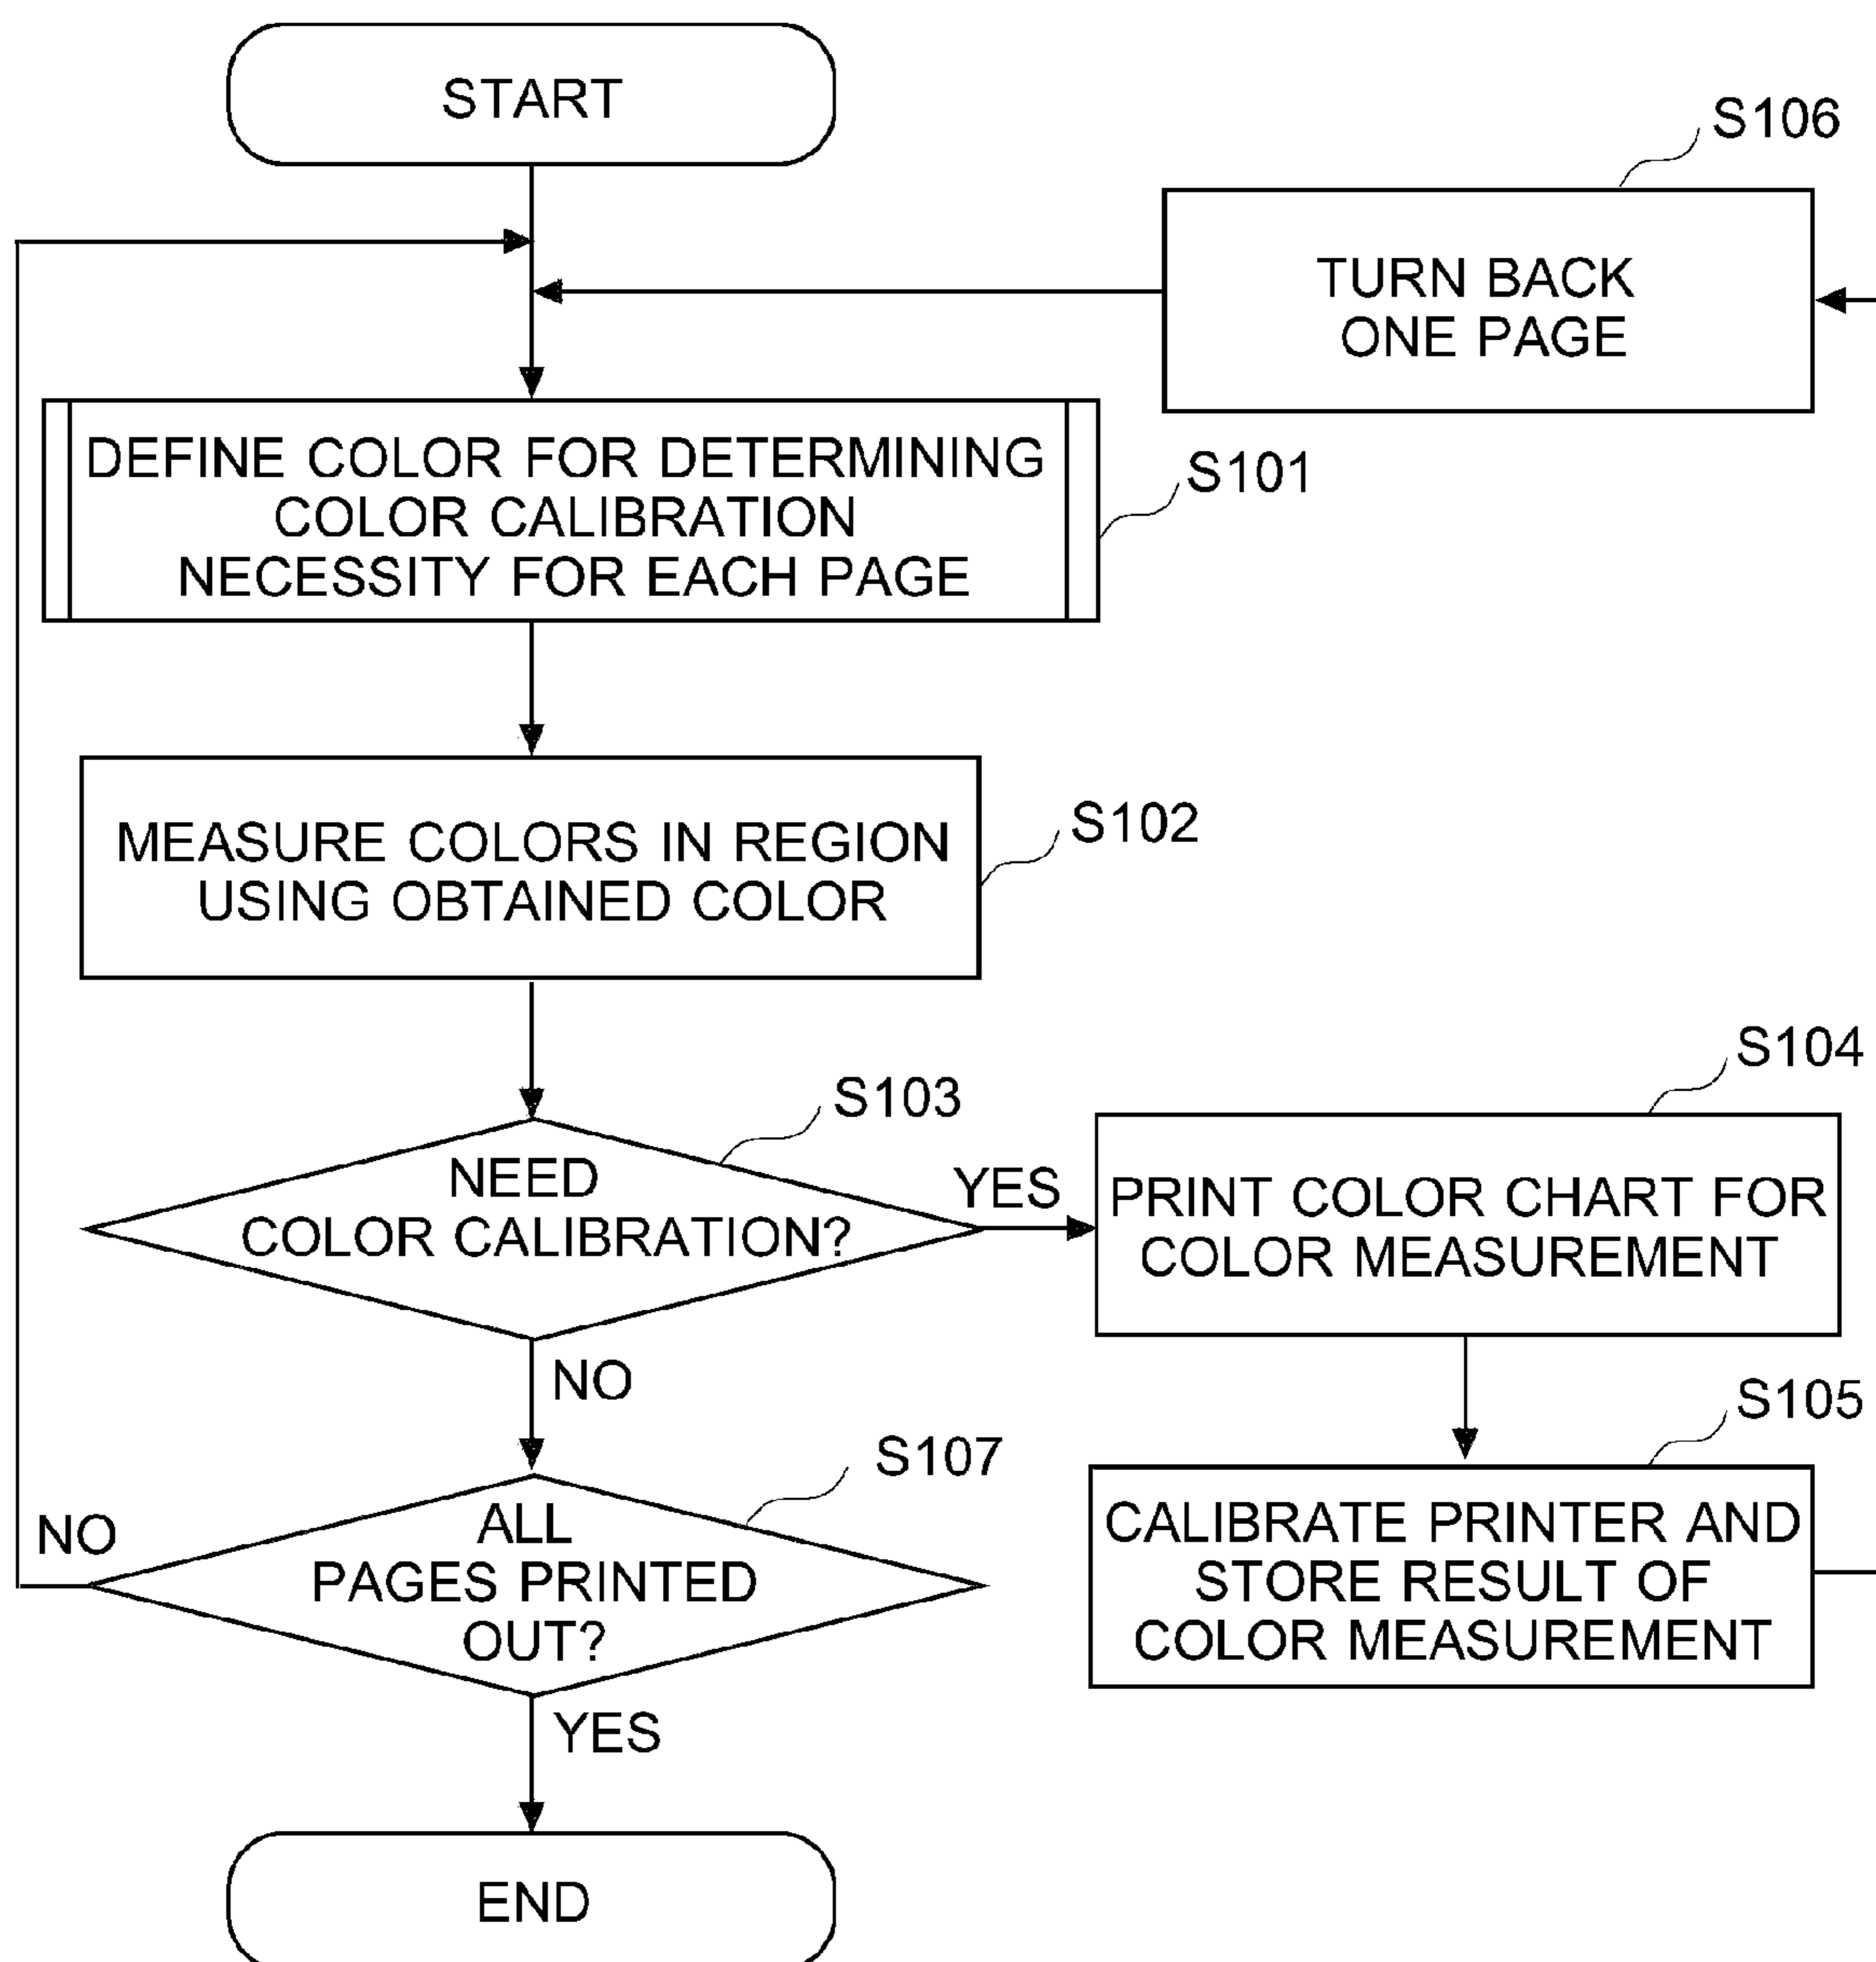 START
S106
TURN BACK
ONE PAGE
DEFINE COLOR FOR DETERMINING
COLOR CALIBRATION
NECESSITY FOR EACH PAGE
S101
MEASURE COLORS IN REGION
USING OBTAINED COLOR
S102
S103
NEED
COLOR CALIBRATION?
YES
S104
PRINT COLOR CHART FOR
COLOR MEASUREMENT
NO
S105
CALIBRATE PRINTER AND
STORE RESULT OF
COLOR MEASUREMENT
S107
ALL
PAGES PRINTED
OUT?
NO
YES
END